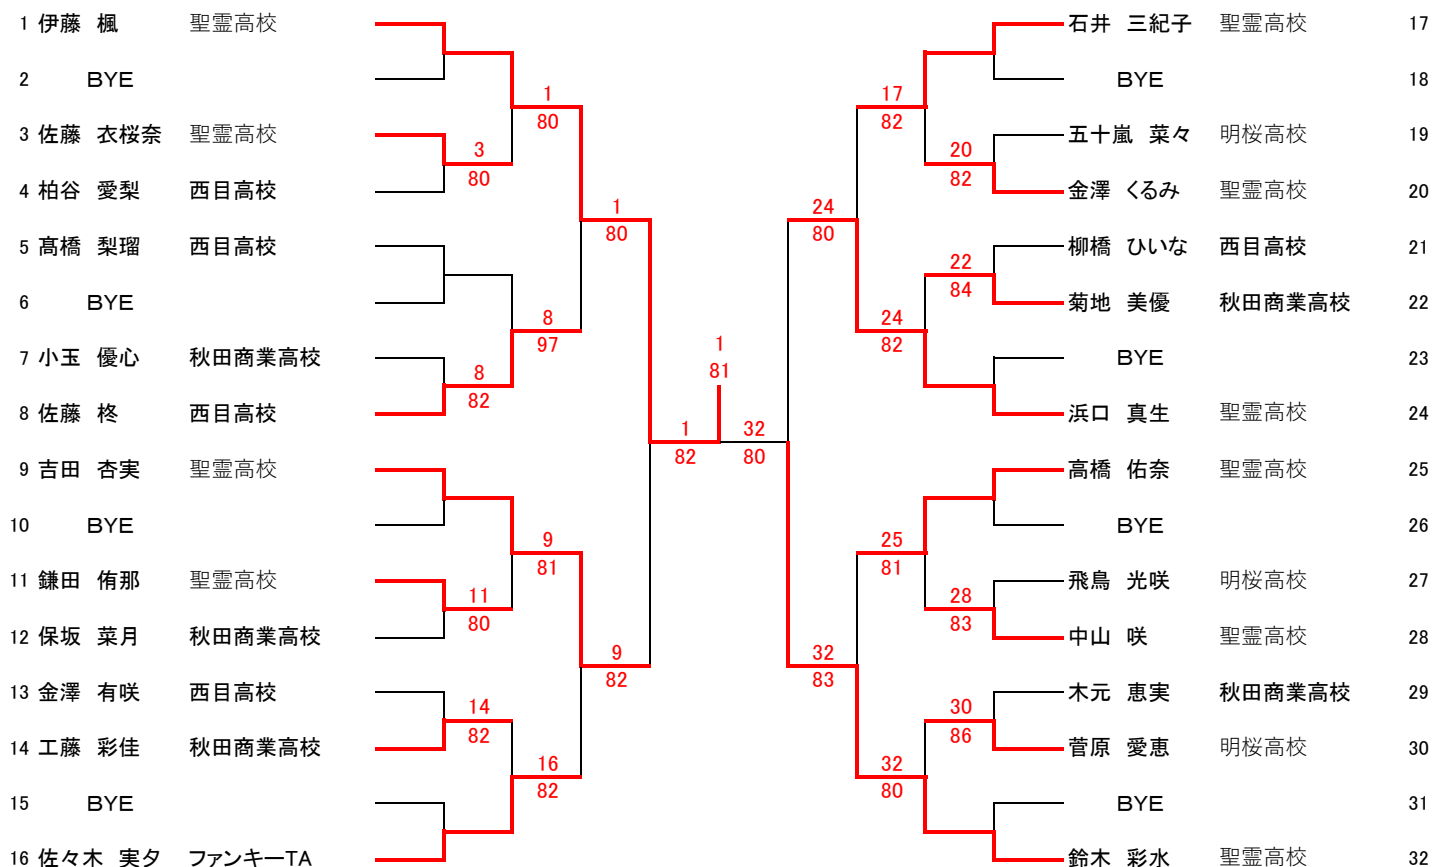 1 伊藤 楓 聖霊高校
2 BYE
3 佐藤 衣桜奈 聖霊高校
4 柏谷 愛梨 西目高校
5 髙橋 梨瑠 西目高校
6 BYE
7 小玉 優心 秋田商業高校
8 佐藤 柊 西目高校
9 吉田 杏実 聖霊高校
10 BYE
11 鎌田 侑那 聖霊高校
12 保坂 菜月 秋田商業高校
13 金澤 有咲 西目高校
14 工藤 彩佳 秋田商業高校
15 BYE
16 佐々木 実夕 ファンキーTA
3
80
8
82
11
80
14
82
1
80
8
97
9
81
16
82
1
80
9
82
1
82
1
81
32
80
24
80
32
83
17
82
24
82
25
81
32
80
20
82
22
84
28
83
30
86
石井 三紀子 聖霊高校 17
BYE 18
五十嵐 菜々 明桜高校 19
金澤 くるみ 聖霊高校 20
柳橋 ひいな 西目高校 21
菊地 美優 秋田商業高校 22
BYE 23
浜口 真生 聖霊高校 24
高橋 佑奈 聖霊高校 25
BYE 26
飛鳥 光咲 明桜高校 27
中山 咲 聖霊高校 28
木元 恵実 秋田商業高校 29
菅原 愛恵 明桜高校 30
BYE 31
鈴木 彩水 聖霊高校 32